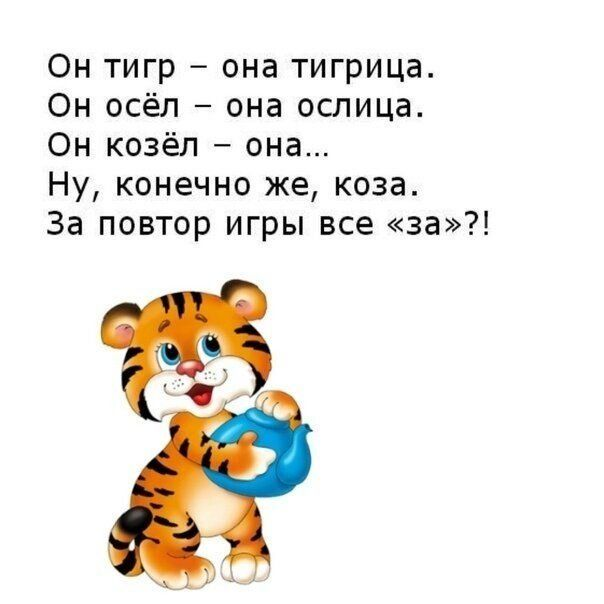 Он тигр – она тигрица.
Он осёл – она ослица.
Он козёл – она...
Ну, конечно же, коза.
За повтор игры все «за»?!